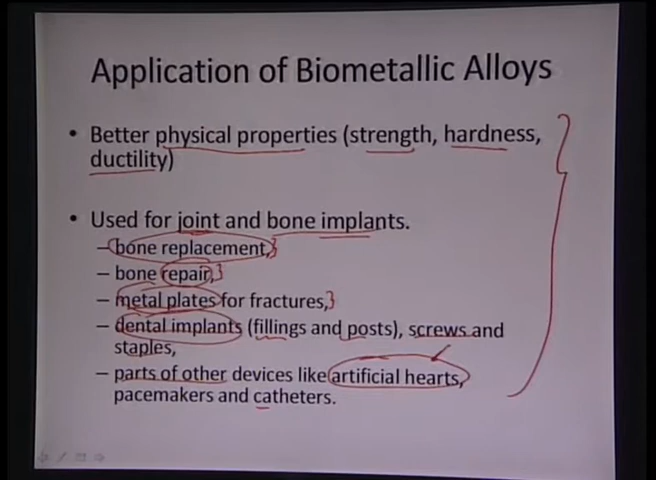 Application of Biometallic Alloys
• Better physical properties (strength, hardness,
ductility)
• Used for joint and bone implants.
– bone replacement,
– bone repair,
– metal plates for fractures,
– dental implants (fillings and posts), screws and
staples,
– parts of other devices like artificial hearts,
pacemakers and catheters.